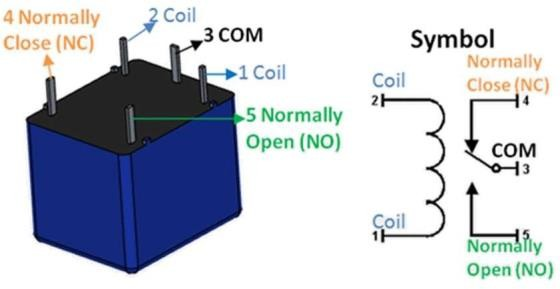 4 Normally
Close (NC)
2 Coil
3 COM
1 Coil
5 Normally
Open (NO)
Symbol
Normally
Close (NC)
Coil
2
4
COM
3
Coil
1
5
Normally
Open (NO)